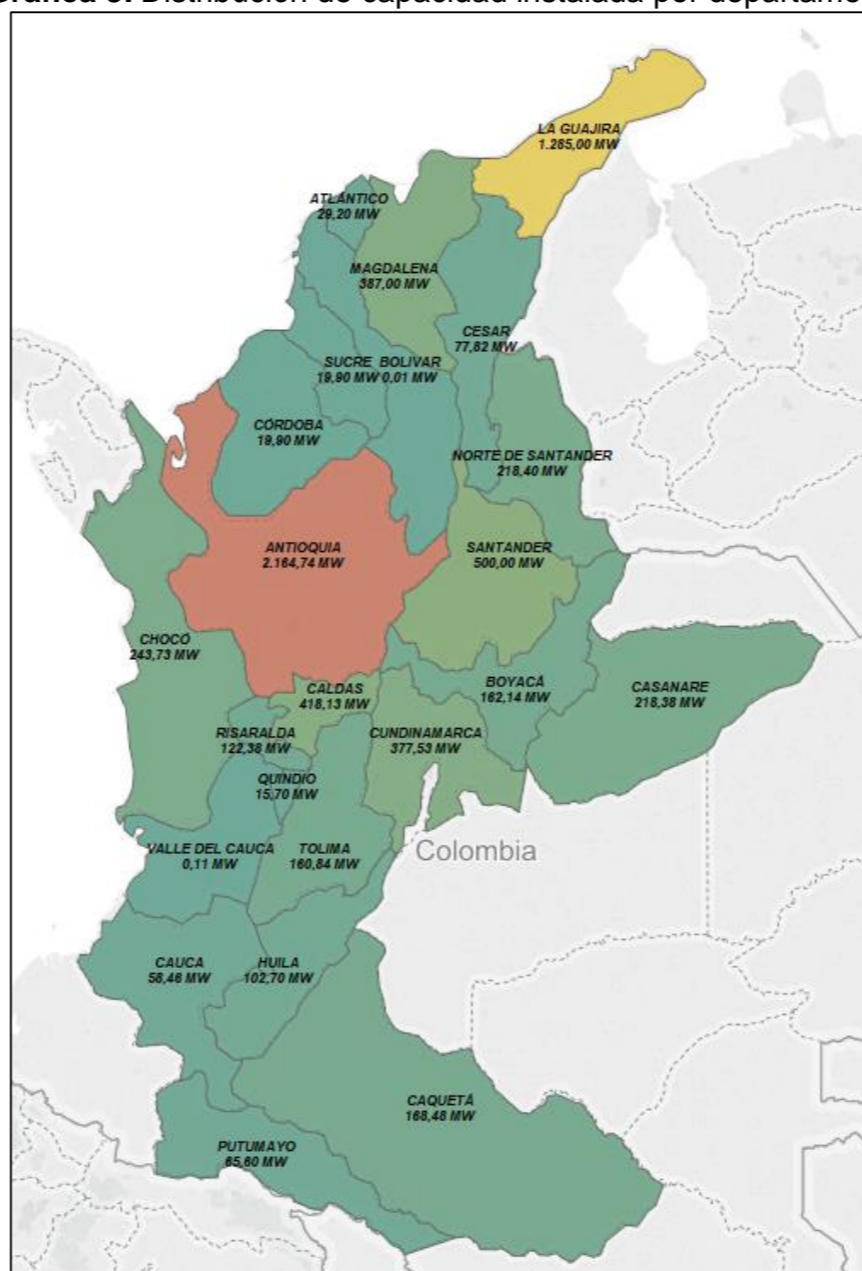 Distribución de capacidad instalada por departame
LA GUAJIRA
1.285,00 MW
ATLÁNTICO
29,20 MW
MAGDALENA
387,00 MW
CESAR
77,82 MW
SUCRE BOLIVAR
19,90 MW 0,01 MW
CÓRDOBA
19,90 MW
NORTE DE SANTANDER
218,40 MW
ANTIOQUIA
2.164,74 MW
SANTANDER
500,00 MW
CHOCÓ
243,73 MW
BOYACÁ
162,14 MW
CASANARE
218,38 MW
CALDAS
418,13 MW
RISARALDA
122,38 MW
CUNDINAMARCA
377,53 MW
QUINDIO
15,70 MW
VALLE DEL CAUCA
0,11 MW
TOLIMA
160,84 MW
Colombia
CAUCA
58,46 MW
HUILA
102,70 MW
CAQUETÁ
168,48 MW
PUTUMAYO
65,60 MW